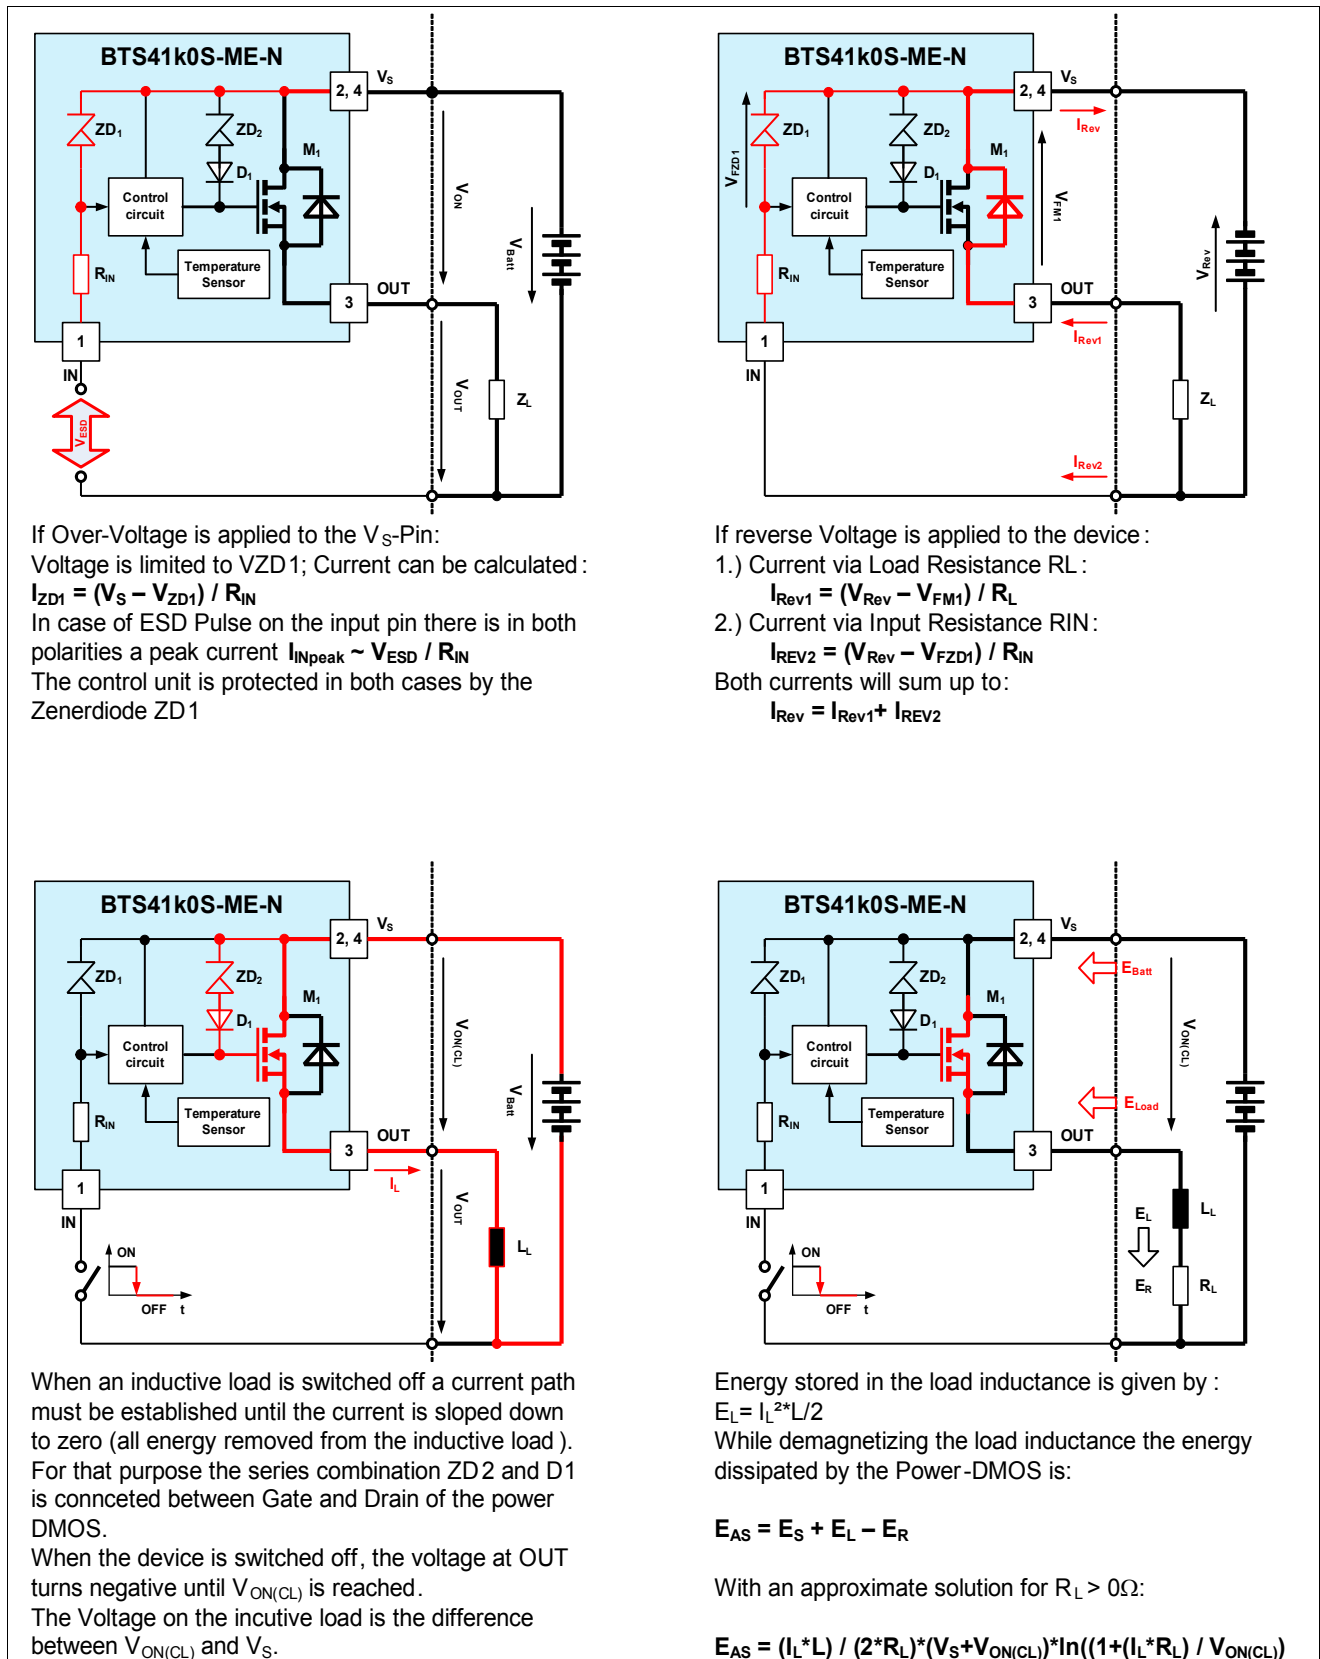 BTS41k0S-ME-N
VS
2, 4
ZD1
ZD2
M1
D1
Control
circuit
VON
VBatt
RIN
Temperature
Sensor
OUT
3
1
IN
VESD
VOUT
ZL
If Over-Voltage is applied to the VS-Pin:
Voltage is limited to VZD1; Current can be calculated:
IZD1 = (VS – VZD1) / RIN
In case of ESD Pulse on the input pin there is in both
polarities a peak current IINpeak ~ VESD / RIN
The control unit is protected in both cases by the
Zenerdiode ZD1
BTS41k0S-ME-N
VS
2, 4
IRev
ZD1
ZD2
M1
VFZD1
D1
Control
circuit
VFM1
VRev
RIN
Temperature
Sensor
OUT
3
IRev1
1
IN
ZL
IRev2
If reverse Voltage is applied to the device:
1.) Current via Load Resistance RL:
IRev1 = (VRev – VFM1) / RL
2.) Current via Input Resistance RIN:
IREV2 = (VRev – VFZD1) / RIN
Both currents will sum up to:
IRev = IRev1+ IREV2
BTS41k0S-ME-N
VS
2, 4
ZD1
ZD2
M1
D1
Control
circuit
VON(CL)
VBatt
RIN
Temperature
Sensor
OUT
3
IL
1
IN
VOUT
LL
ON
OFF t
When an inductive load is switched off a current path
must be established until the current is sloped down
to zero (all energy removed from the inductive load ).
For that purpose the series combination ZD2 and D1
is connceted between Gate and Drain of the power
DMOS.
When the device is switched off, the voltage at OUT
turns negative until VON(CL) is reached.
The Voltage on the incutive load is the difference
between VON(CL) and VS.
BTS41k0S-ME-N
VS
2, 4
EBatt
ZD1
ZD2
M1
D1
Control
circuit
VON(CL)
ELoad
RIN
Temperature
Sensor
OUT
3
1
IN
EL
LL
ER
RL
ON
OFF t
Energy stored in the load inductance is given by :
EL= IL²*L/2
While demagnetizing the load inductance the energy
dissipated by the Power-DMOS is:
EAS = ES + EL – ER
With an approximate solution for RL > 0Ω:
EAS = (IL*L) / (2*RL)*(VS+VON(CL))*ln((1+(IL*RL) / VON(CL))